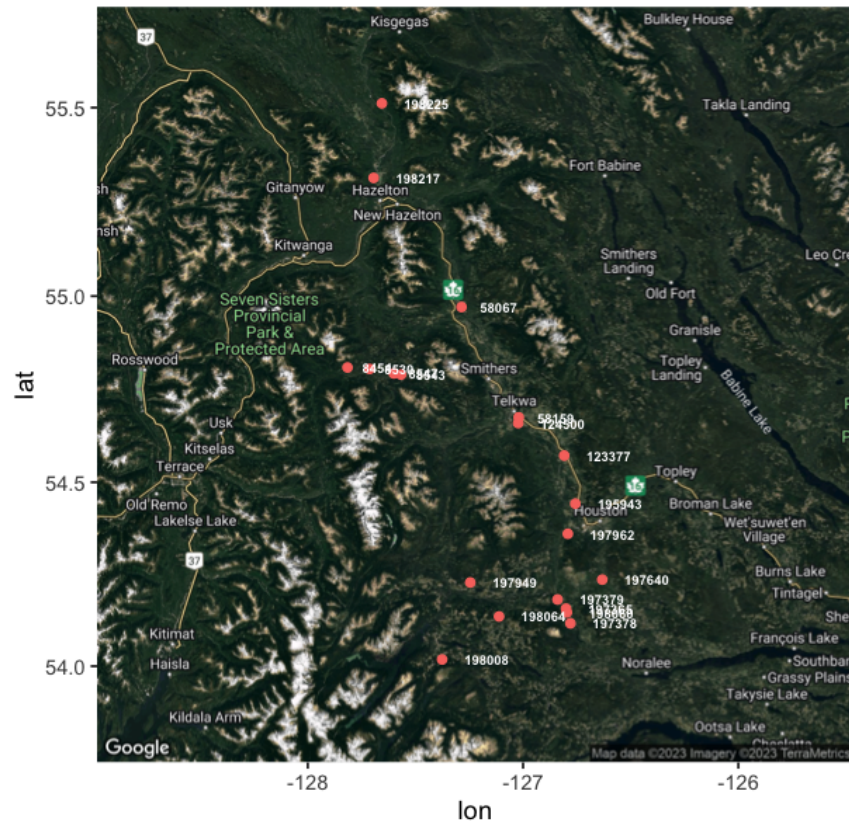 Kisgegas
Bulkley House
37
55.5
198225
Takla Landing
198217
Fort Babine
Gitanyow
Hazelton
New Hazelton
Kitwanga
Smithers
Landing
Old Fort
55.0
16
58067
Seven Sisters
Provincial
Park &
Protected Area
Granisle
Rosswood
Smithers
Topley
Landing
Babine Lake
lat
Telkwa
58159
124500
Usk
Kitselas
123377
Terrace
54.5
16
Topley
Old Remo
Lakelse Lake
195943
Houston
Broman Lake
197962
Wet'suwet'en
Village
37
197949
197640
Burns Lake
Tintagel
197379
198064
197378
Kitimat
Haisla
François Lake
54.0
198008
Noralee
Southban
Grassy Plains
Takysie Lake
Kildala Arm
Ootsa Lake
Google
Map data ©2023 Imagery ©2023 TerraMetrics
-128
-127
-126
lon